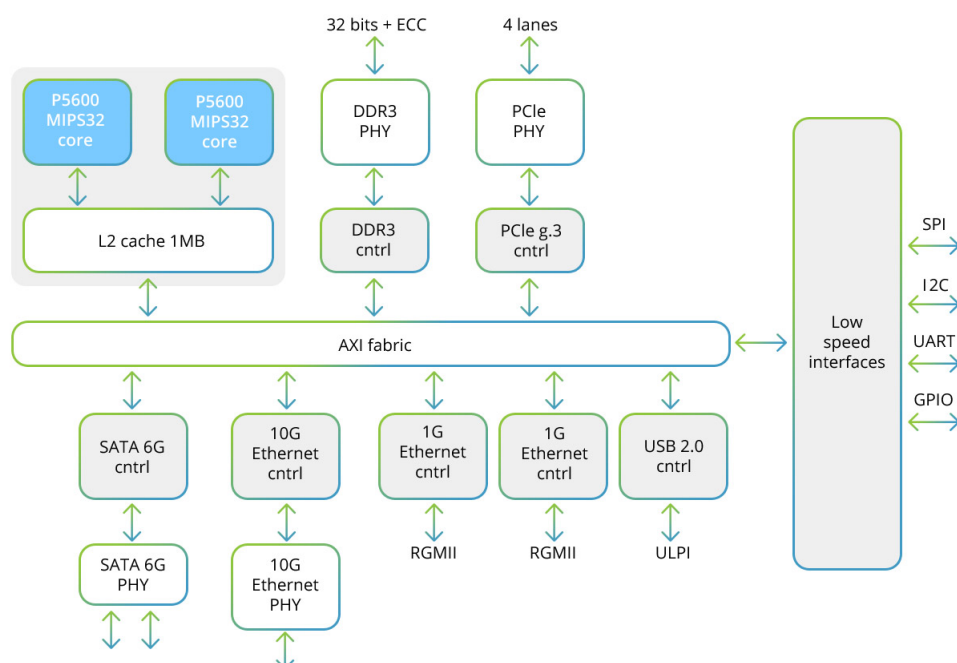 32 bits + ECC
4 lanes
P5600
MIPS32
core
P5600
MIPS32
core
DDR3
PHY
PCIe
PHY
L2 cache 1MB
DDR3
cntrl
PCIe g.3
cntrl
AXI fabric
Low
speed
interfaces
SPI
I2C
UART
GPIO
SATA 6G
cntrl
10G
Ethernet
cntrl
1G
Ethernet
cntrl
1G
Ethernet
cntrl
USB 2.0
cntrl
SATA 6G
PHY
10G
Ethernet
PHY
RGMII
RGMII
ULPI